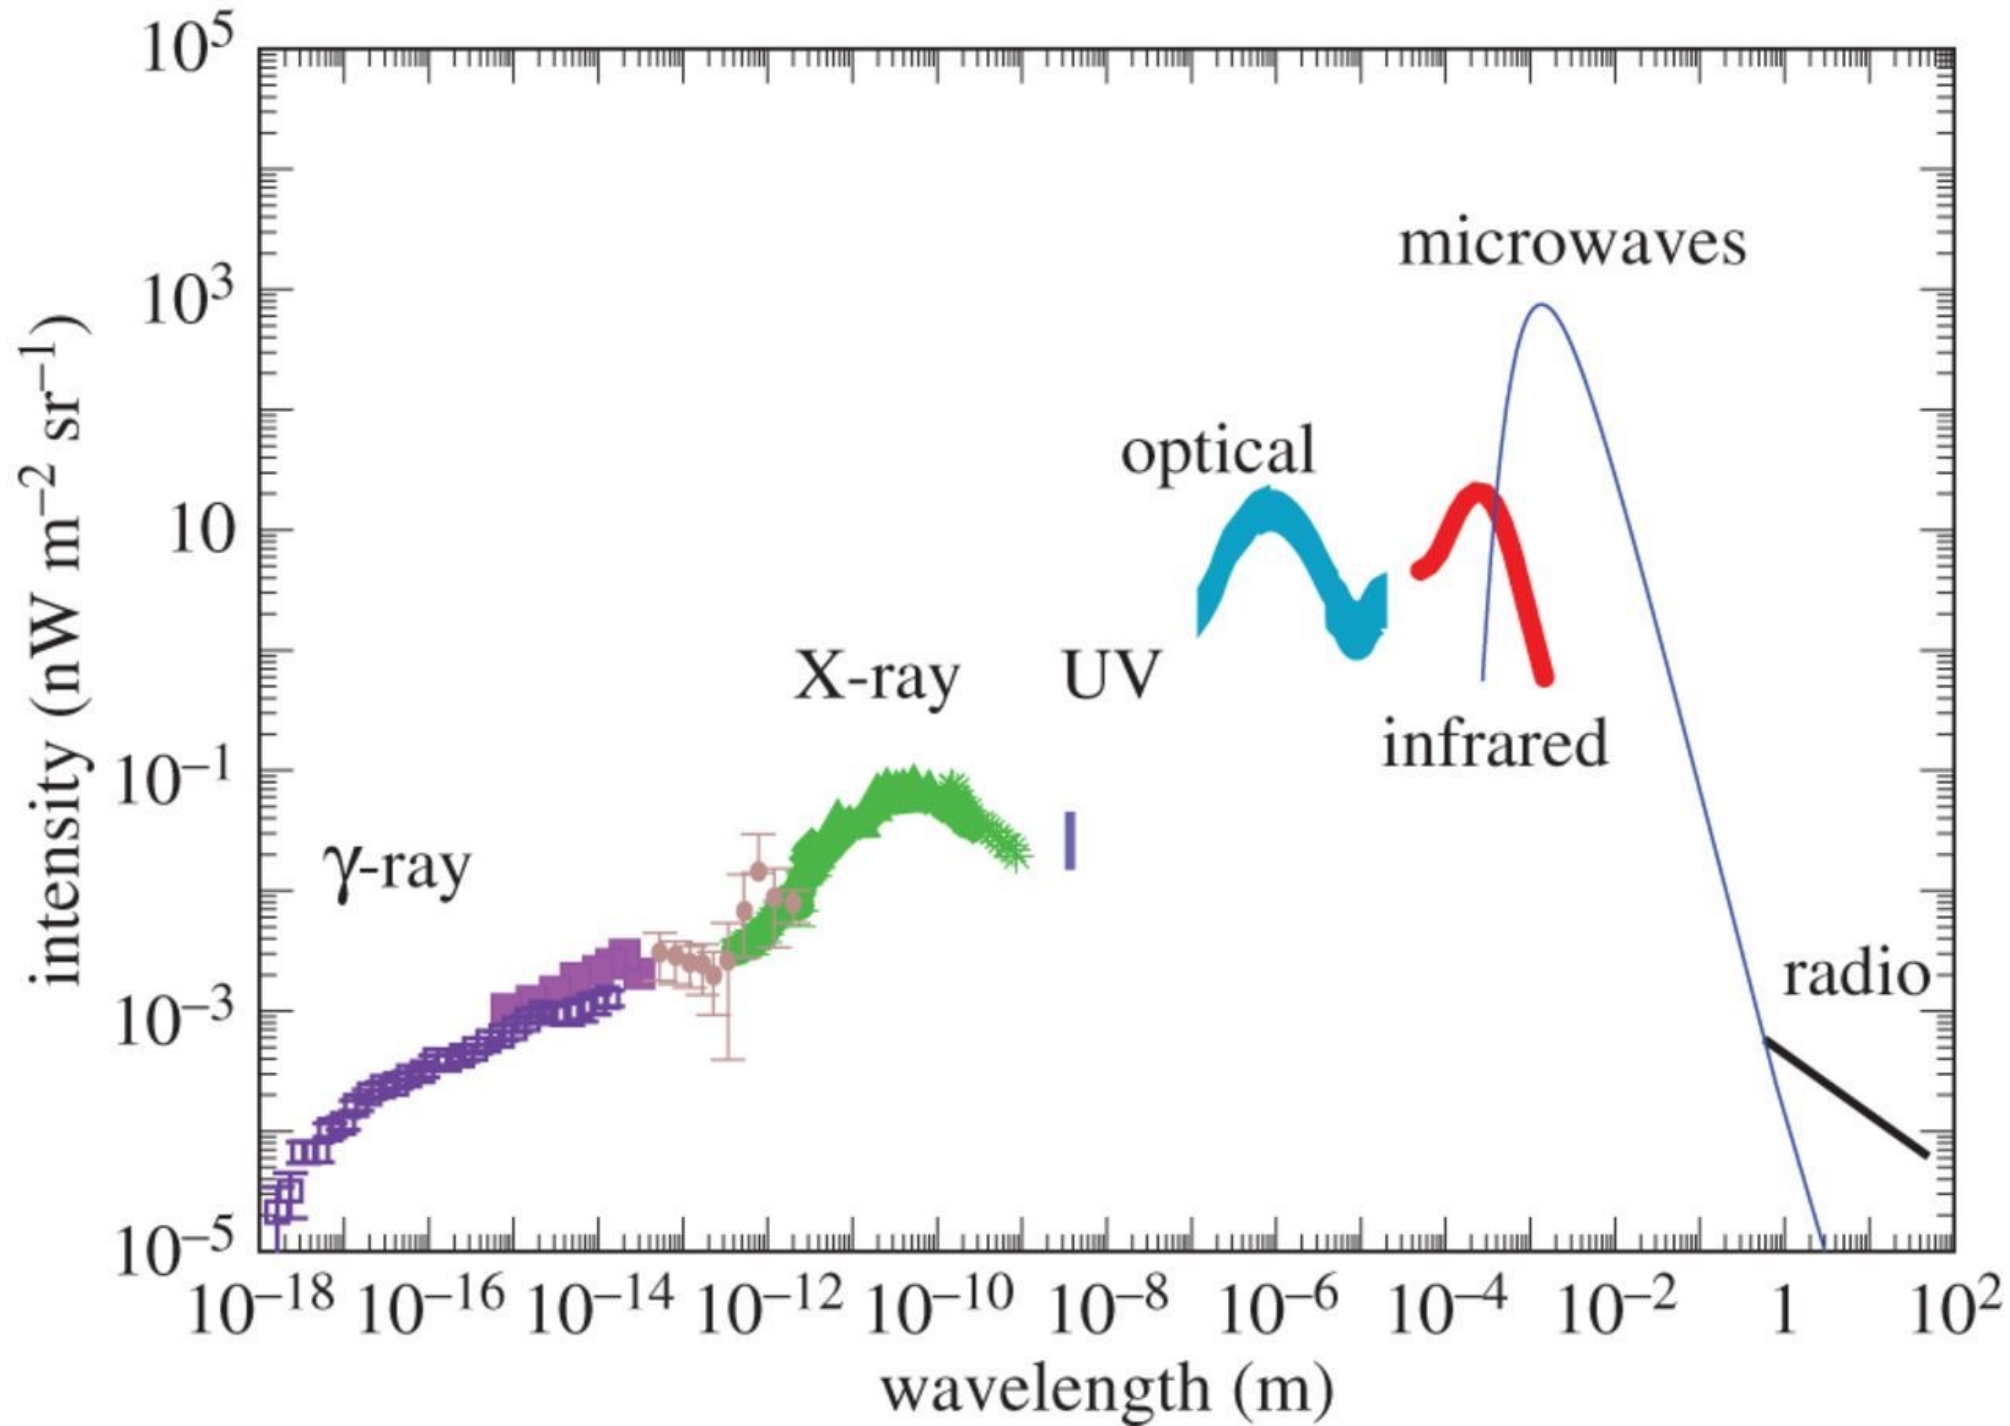 10⁵
10³
10
10⁻¹
10⁻³
10⁻⁵
intensity (nW m⁻² sr⁻¹)
microwaves
optical
X-ray
UV
infrared
γ-ray
radio
10⁻¹⁸ 10⁻¹⁶ 10⁻¹⁴ 10⁻¹² 10⁻¹⁰ 10⁻⁸ 10⁻⁶ 10⁻⁴ 10⁻² 1 10²
wavelength (m)